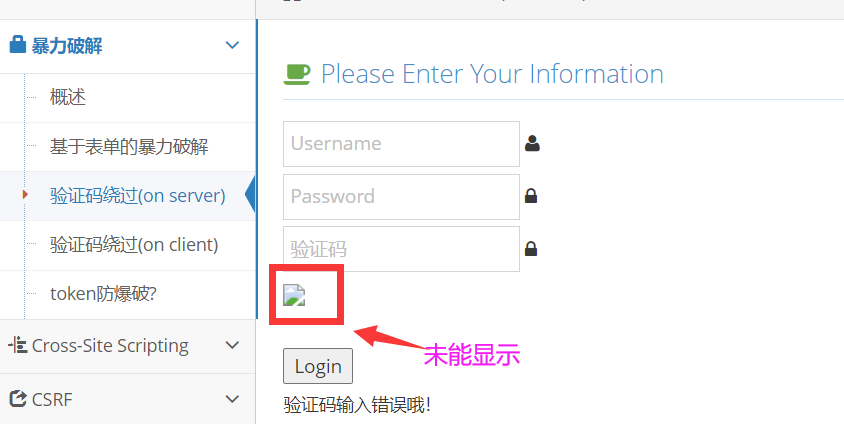 暴力破解
概述
基于表单的暴力破解
验证码绕过(on server)
验证码绕过(on client)
token防爆破?
Cross-Site Scripting
CSRF
Please Enter Your Information
Username
Password
验证码
未能显示
Login
验证码输入错误哦!